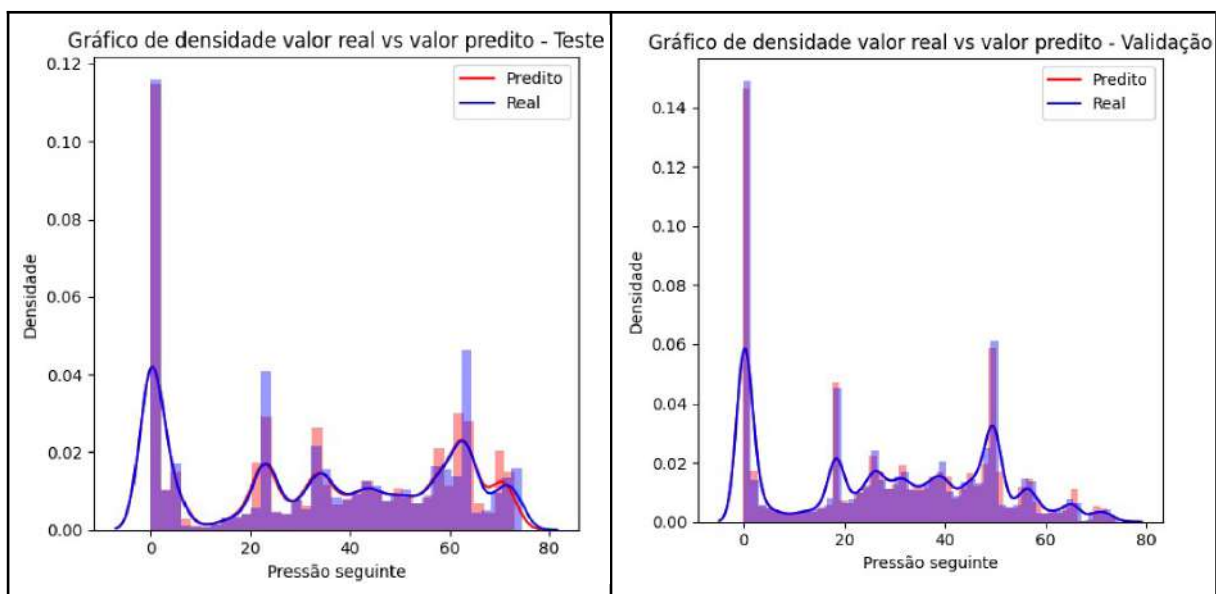 Gráfico de densidade valor real vs valor predito - Teste
0.12
0.10
0.08
0.06
0.04
0.02
0.00
Densidade
Predito
Real
0
20
40
60
80
Pressão seguinte
Gráfico de densidade valor real vs valor predito - Validação
0.14
0.12
0.10
0.08
0.06
0.04
0.02
0.00
Densidade
Predito
Real
0
20
40
60
80
Pressão seguinte